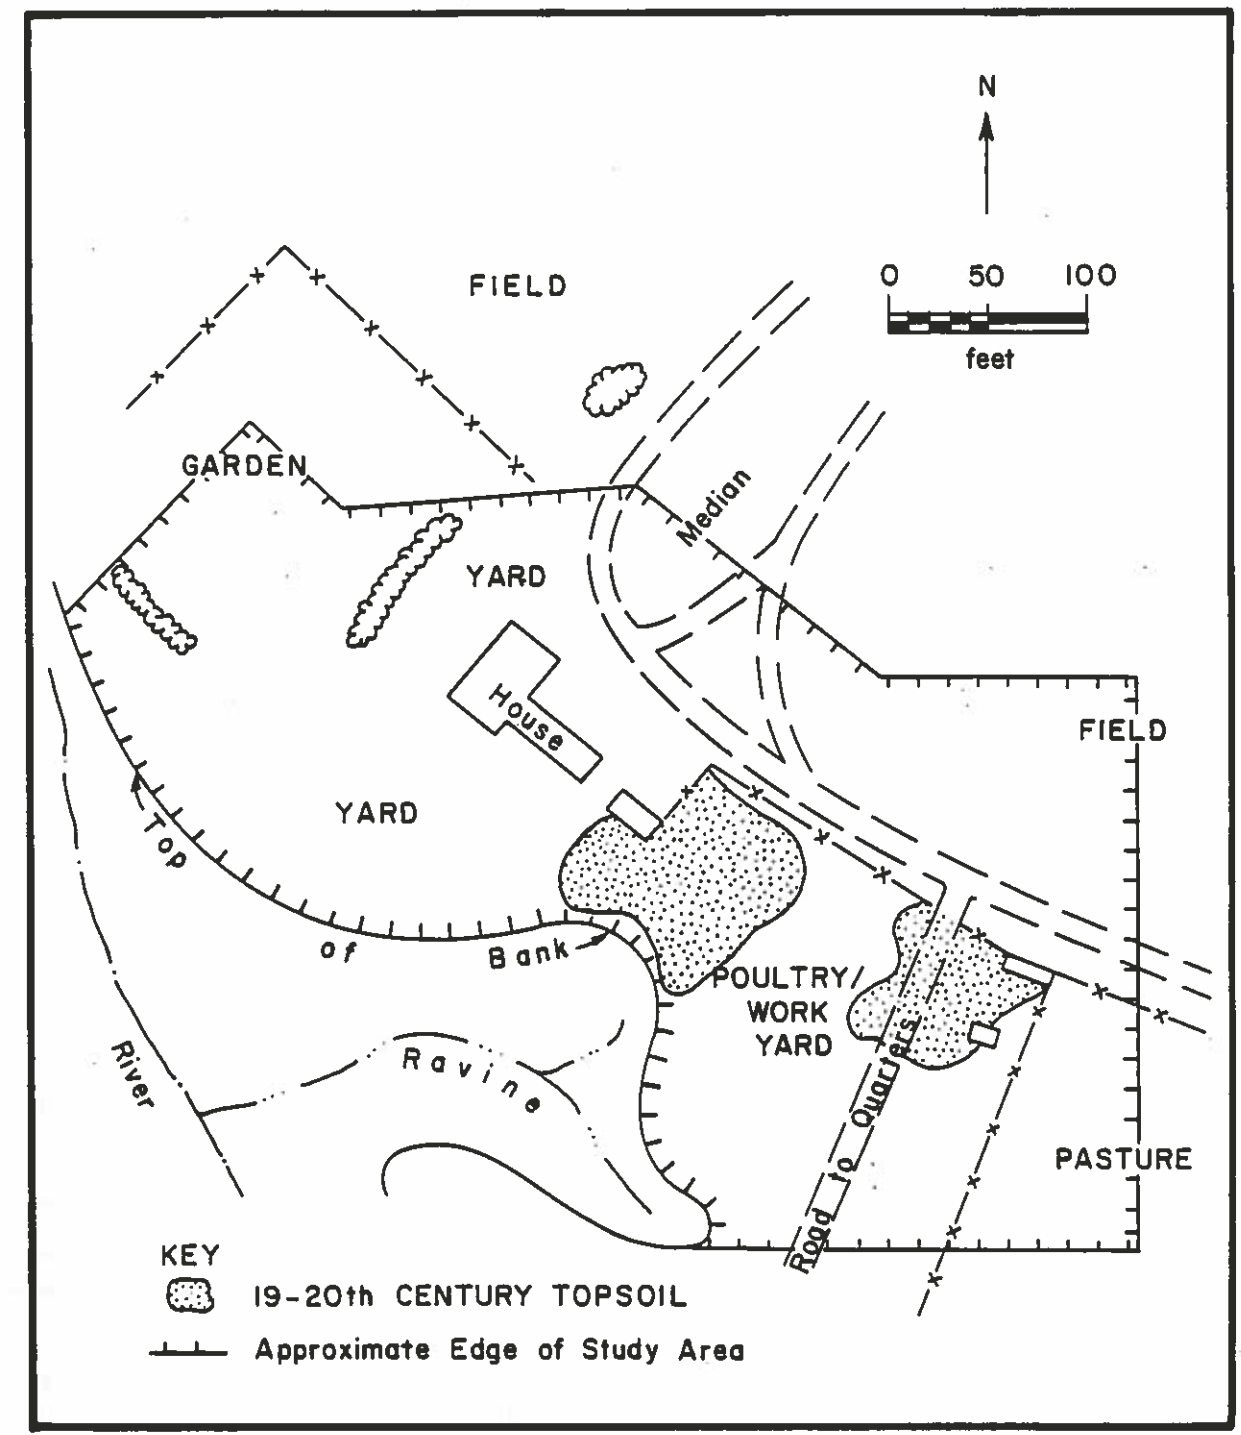 N
0 50 100
feet
FIELD
GARDEN
Median
YARD
House
FIELD
YARD
Top
of
Bank
POULTRY/
WORK
YARD
River
Ravine
Road to Quarters
PASTURE
KEY
19-20th CENTURY TOPSOIL
Approximate Edge of Study Area